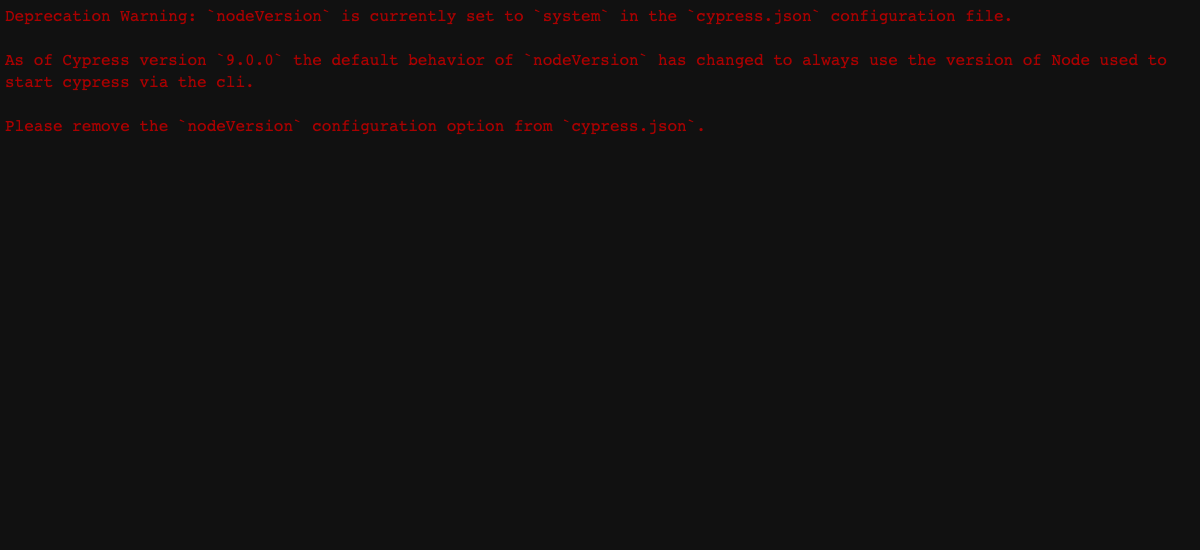 Deprecation Warning: `nodeVersion` is currently set to `system` in the `cypress.json` configuration file.
As of Cypress version `9.0.0` the default behavior of `nodeVersion` has changed to always use the version of Node used to
start cypress via the cli.
Please remove the `nodeVersion` configuration option from `cypress.json`.